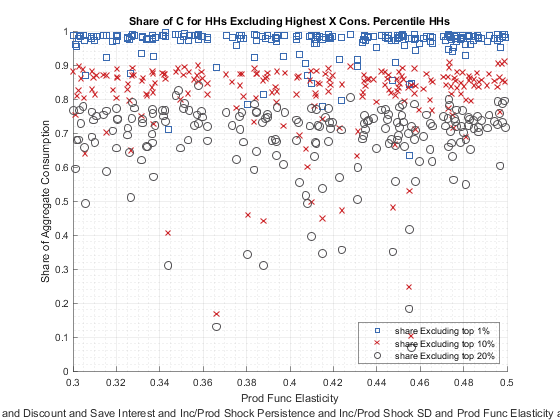 Share of C for HHs Excluding Highest X Cons. Percentile HHs
1
0.9
0.8
0.7
0.6
0.5
0.4
0.3
0.2
0.1
0
Share of Aggregate Consumption
share Excluding top 1%
share Excluding top 10%
share Excluding top 20%
0.3 0.32 0.34 0.36 0.38 0.4 0.42 0.44 0.46 0.48 0.5
Prod Func Elasticity
and Discount and Save Interest and Inc/Prod Shock Persistence and Inc/Prod Shock SD and Prod Func Elasticity a